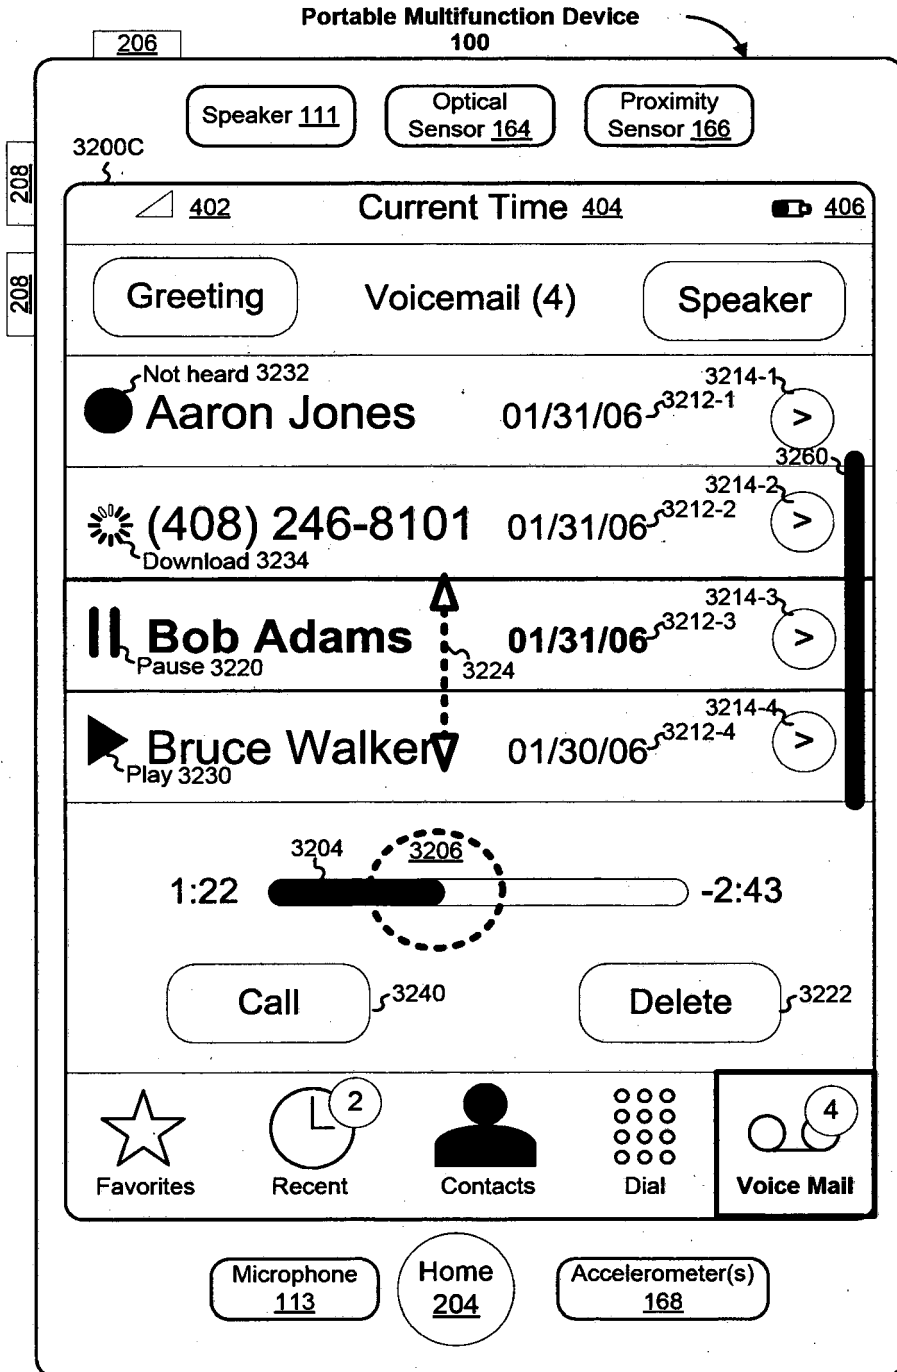 Portable Multifunction Device
100
206
Speaker 111
Optical
Sensor 164
Proximity
Sensor 166
3200C
208
208
402
Current Time 404
406
Greeting
Voicemail (4)
Speaker
Not heard 3232
Aaron Jones
01/31/06
3212-1
3214-1
>
3260
(408) 246-8101
01/31/06
3212-2
3214-2
>
Download 3234
Bob Adams
01/31/06
3212-3
3214-3
>
Pause 3220
3224
Bruce Walker
01/30/06
3212-4
3214-4
>
Play 3230
3204
3206
1:22
-2:43
Call
3240
Delete
3222
2
4
Favorites
Recent
Contacts
Dial
Voice Mail
Microphone
113
Home
204
Accelerometer(s)
168